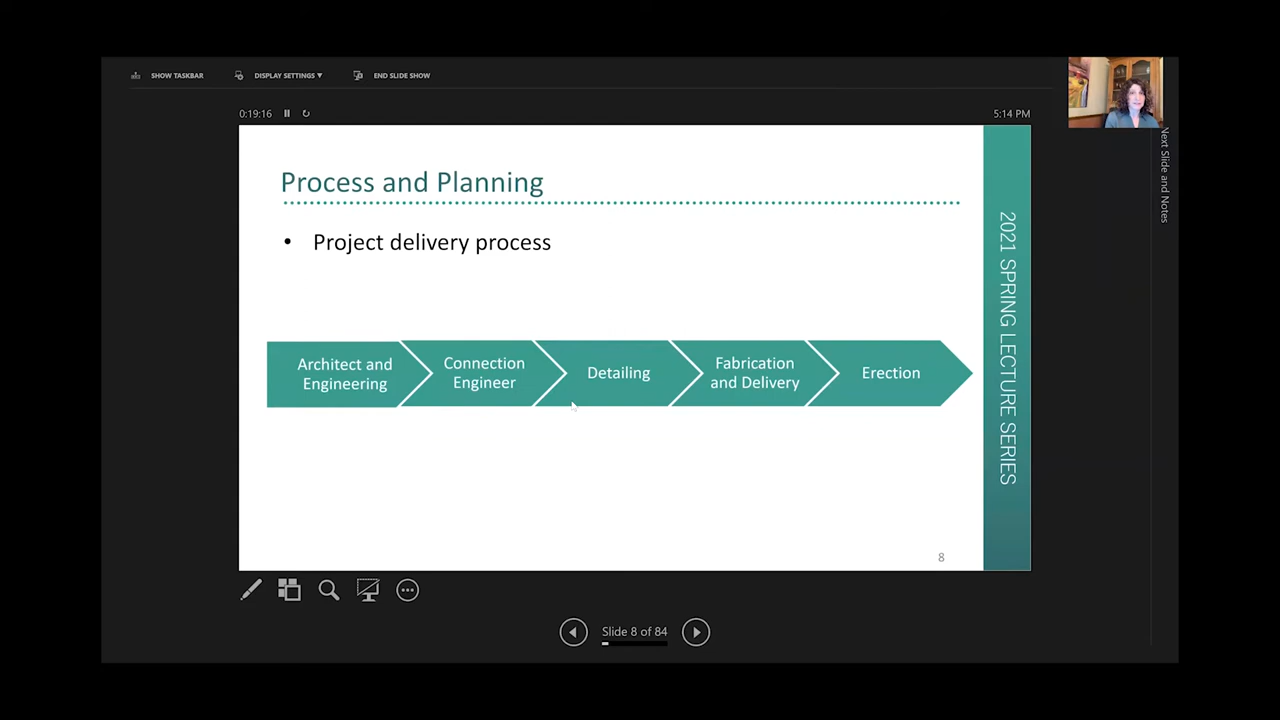 SHOW TASKBAR
DISPLAY SETTINGS ▼
END SLIDE SHOW
0:19:16
5:14 PM
Next Slide and Notes
Process and Planning
• Project delivery process
Architect and
Engineering
Connection
Engineer
Detailing
Fabrication
and Delivery
Erection
2021 SPRING LECTURE SERIES
8
Slide 8 of 84